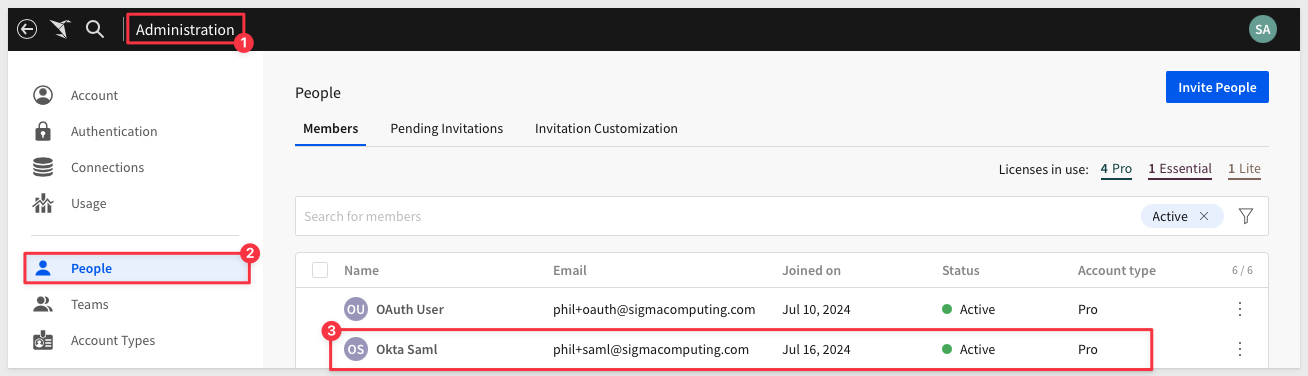 Administration
1
SA
Account
Authentication
Connections
Usage
2
People
Teams
Account Types
People
Invite People
Members Pending Invitations Invitation Customization
Licenses in use: 4 Pro 1 Essential 1 Lite
Search for members Active
Name Email Joined on Status Account type 6 / 6
OU OAuth User phil+oauth@sigmacomputing.com Jul 10, 2024 Active Pro
3
OS Okta Saml phil+saml@sigmacomputing.com Jul 16, 2024 Active Pro